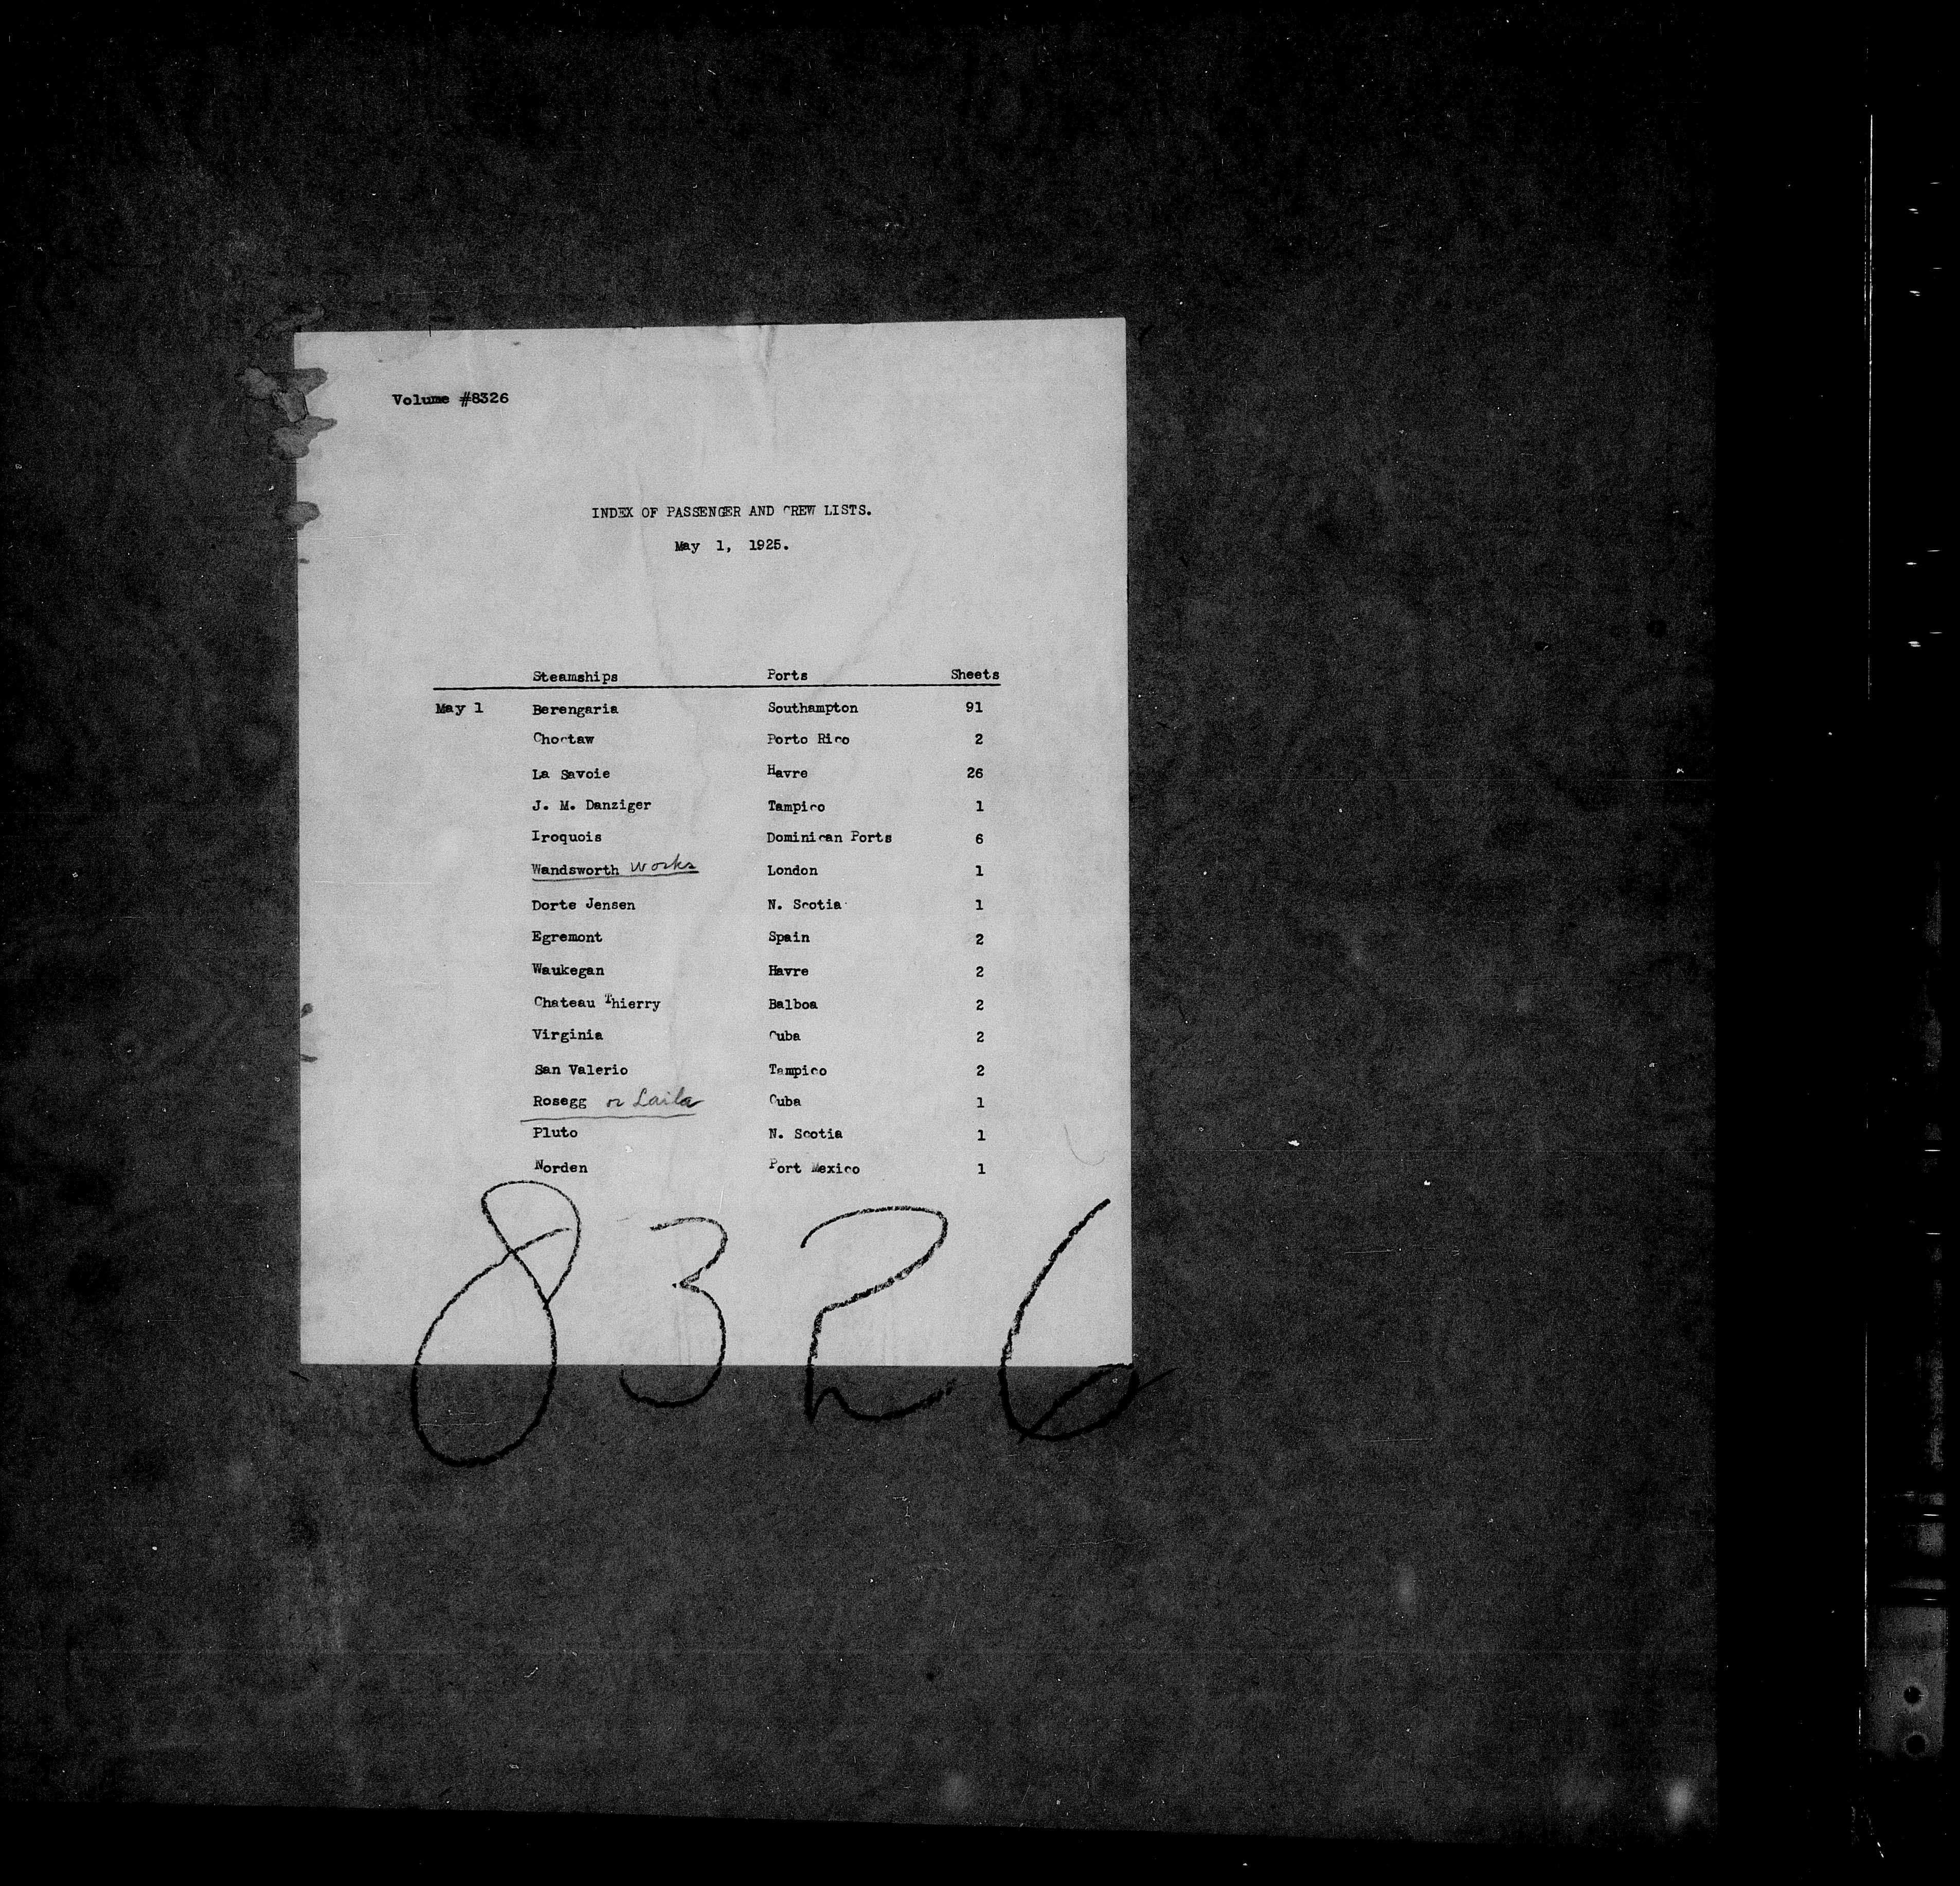 Volume #8326
INDEX OF PASSENGER AND CREW LISTS.
May 1, 1925.
Steamships Ports Sheets
May 1 Berengaria Southampton 91
Choctaw Porto Rico 2
La Savoie Havre 26
J. M. Danziger Tampico 1
Iroquois Dominican Ports 6
Wandsworth works London 1
Dorte Jensen N. Scotia 1
Egremont Spain 2
Waukegan Havre 2
Chateau Thierry Balboa 2
Virginia Cuba 2
San Valerio Tampico 2
Rosegg or Laila Cuba 1
Pluto N. Scotia 1
Norden Port Mexico 1
8326